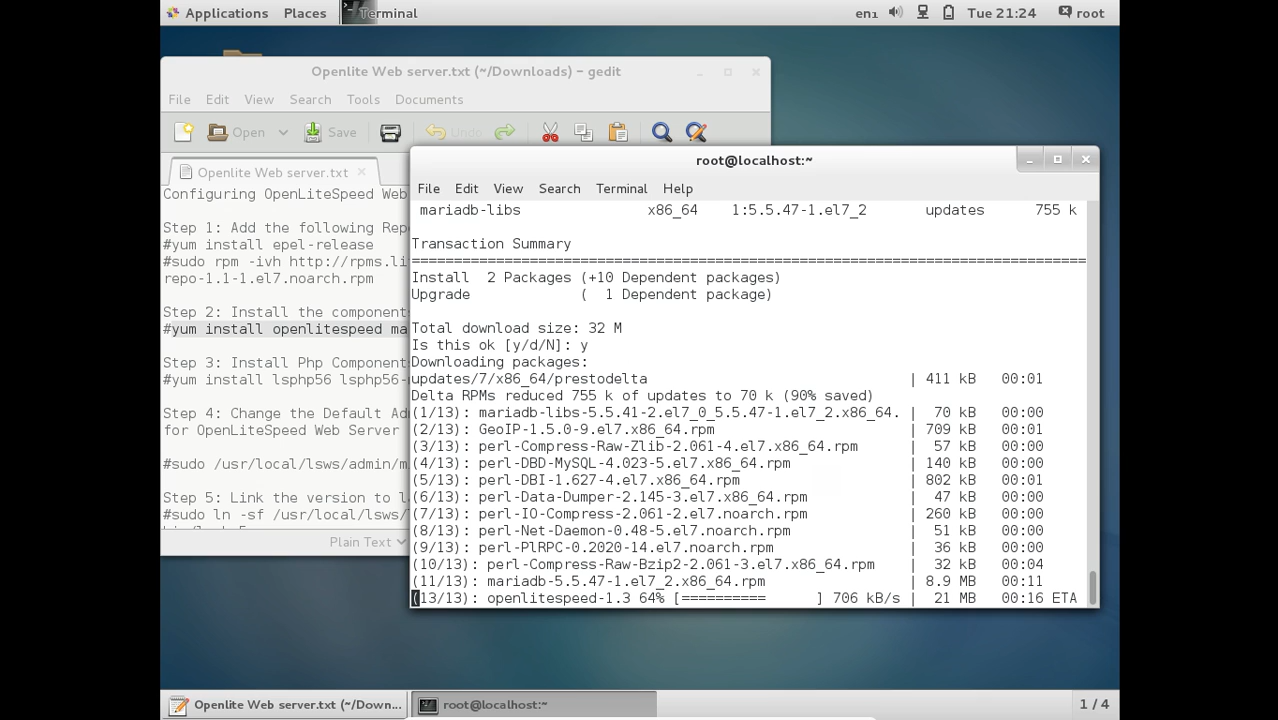 Applications Places Terminal en1 Tue 21:24 root
Openlite Web server.txt (~/Downloads) - gedit
File Edit View Search Tools Documents
Open Save Undo
Openlite Web server.txt
Configuring OpenLiteSpeed Web
Step 1: Add the following Rep
#yum install epel-release
#sudo rpm -ivh http://rpms.li
repo-1.1-1.el7.noarch.rpm
Step 2: Install the component
#yum install openlitespeed ma
Step 3: Install Php Component
#yum install lsphp56 lsphp56-
Step 4: Change the Default Ad
for OpenLiteSpeed Web Server
#sudo /usr/local/lsws/admin/m
Step 5: Link the version to l
#sudo ln -sf /usr/local/lsws/
Plain Text
root@localhost:~
File Edit View Search Terminal Help
mariadb-libs x86_64 1:5.5.47-1.el7_2 updates 755 k
Transaction Summary
================================================================================
Install 2 Packages (+10 Dependent packages)
Upgrade ( 1 Dependent package)
Total download size: 32 M
Is this ok [y/d/N]: y
Downloading packages:
updates/7/x86_64/prestodelta | 411 kB 00:01
Delta RPMs reduced 755 k of updates to 70 k (90% saved)
(1/13): mariadb-libs-5.5.41-2.el7_0_5.5.47-1.el7_2.x86_64. | 70 kB 00:00
(2/13): GeoIP-1.5.0-9.el7.x86_64.rpm | 709 kB 00:01
(3/13): perl-Compress-Raw-Zlib-2.061-4.el7.x86_64.rpm | 57 kB 00:00
(4/13): perl-DBD-MySQL-4.023-5.el7.x86_64.rpm | 140 kB 00:00
(5/13): perl-DBI-1.627-4.el7.x86_64.rpm | 802 kB 00:01
(6/13): perl-Data-Dumper-2.145-3.el7.x86_64.rpm | 47 kB 00:00
(7/13): perl-IO-Compress-2.061-2.el7.noarch.rpm | 260 kB 00:00
(8/13): perl-Net-Daemon-0.48-5.el7.noarch.rpm | 51 kB 00:00
(9/13): perl-PlRPC-0.2020-14.el7.noarch.rpm | 36 kB 00:00
(10/13): perl-Compress-Raw-Bzip2-2.061-3.el7.x86_64.rpm | 32 kB 00:04
(11/13): mariadb-5.5.47-1.el7_2.x86_64.rpm | 8.9 MB 00:11
(13/13): openlitespeed-1.3 64% [========== ] 706 kB/s | 21 MB 00:16 ETA
Openlite Web server.txt (~/Down... root@localhost:~ 1 / 4